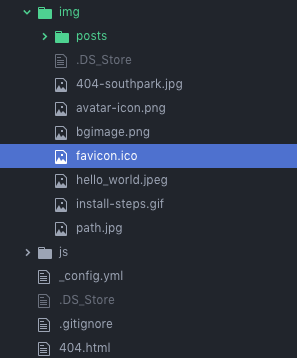 img
posts
.DS_Store
404-southpark.jpg
avatar-icon.png
bgimage.png
favicon.ico
hello_world.jpeg
install-steps.gif
path.jpg
js
_config.yml
.DS_Store
.gitignore
404.html